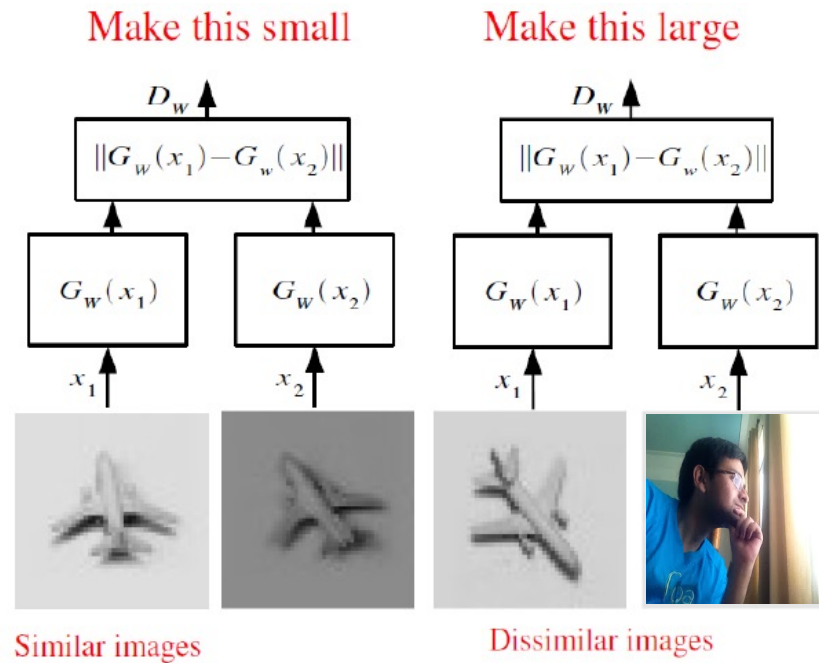 Make this small
D_W
||G_W(x_1)−G_w(x_2)||
G_W(x_1)
G_W(x_2)
x_1
x_2
Similar images
Make this large
D_W
||G_W(x_1)−G_w(x_2)||
G_W(x_1)
G_W(x_2)
x_1
x_2
Dissimilar images